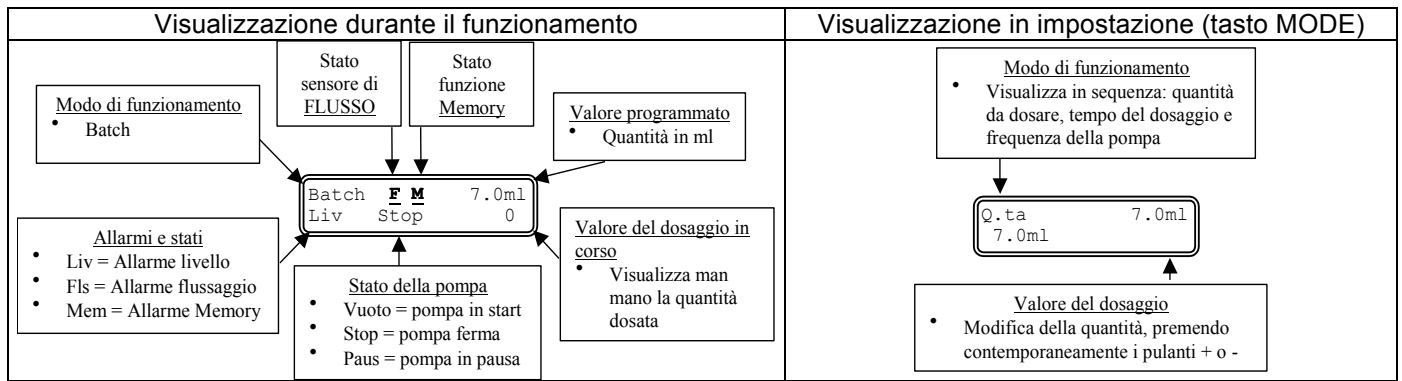 Visualizzazione durante il funzionamento
Stato
sensore di
FLUSSO
Stato
funzione
Memory
Modo di funzionamento
• Batch
Valore programmato
• Quantità in ml
Batch F M 7.0ml
Liv Stop 0
Allarmi e stati
• Liv = Allarme livello
• Fls = Allarme flussaggio
• Mem = Allarme Memory
Stato della pompa
• Vuoto = pompa in start
• Stop = pompa ferma
• Paus = pompa in pausa
Valore del dosaggio in
corso
• Visualizza man
mano la quantità
dosata
Visualizzazione in impostazione (tasto MODE)
Modo di funzionamento
• Visualizza in sequenza: quantità
da dosare, tempo del dosaggio e
frequenza della pompa
Q.ta 7.0ml
7.0ml
Valore del dosaggio
• Modifica della quantità, premendo
contemporaneamente i pulanti + o -